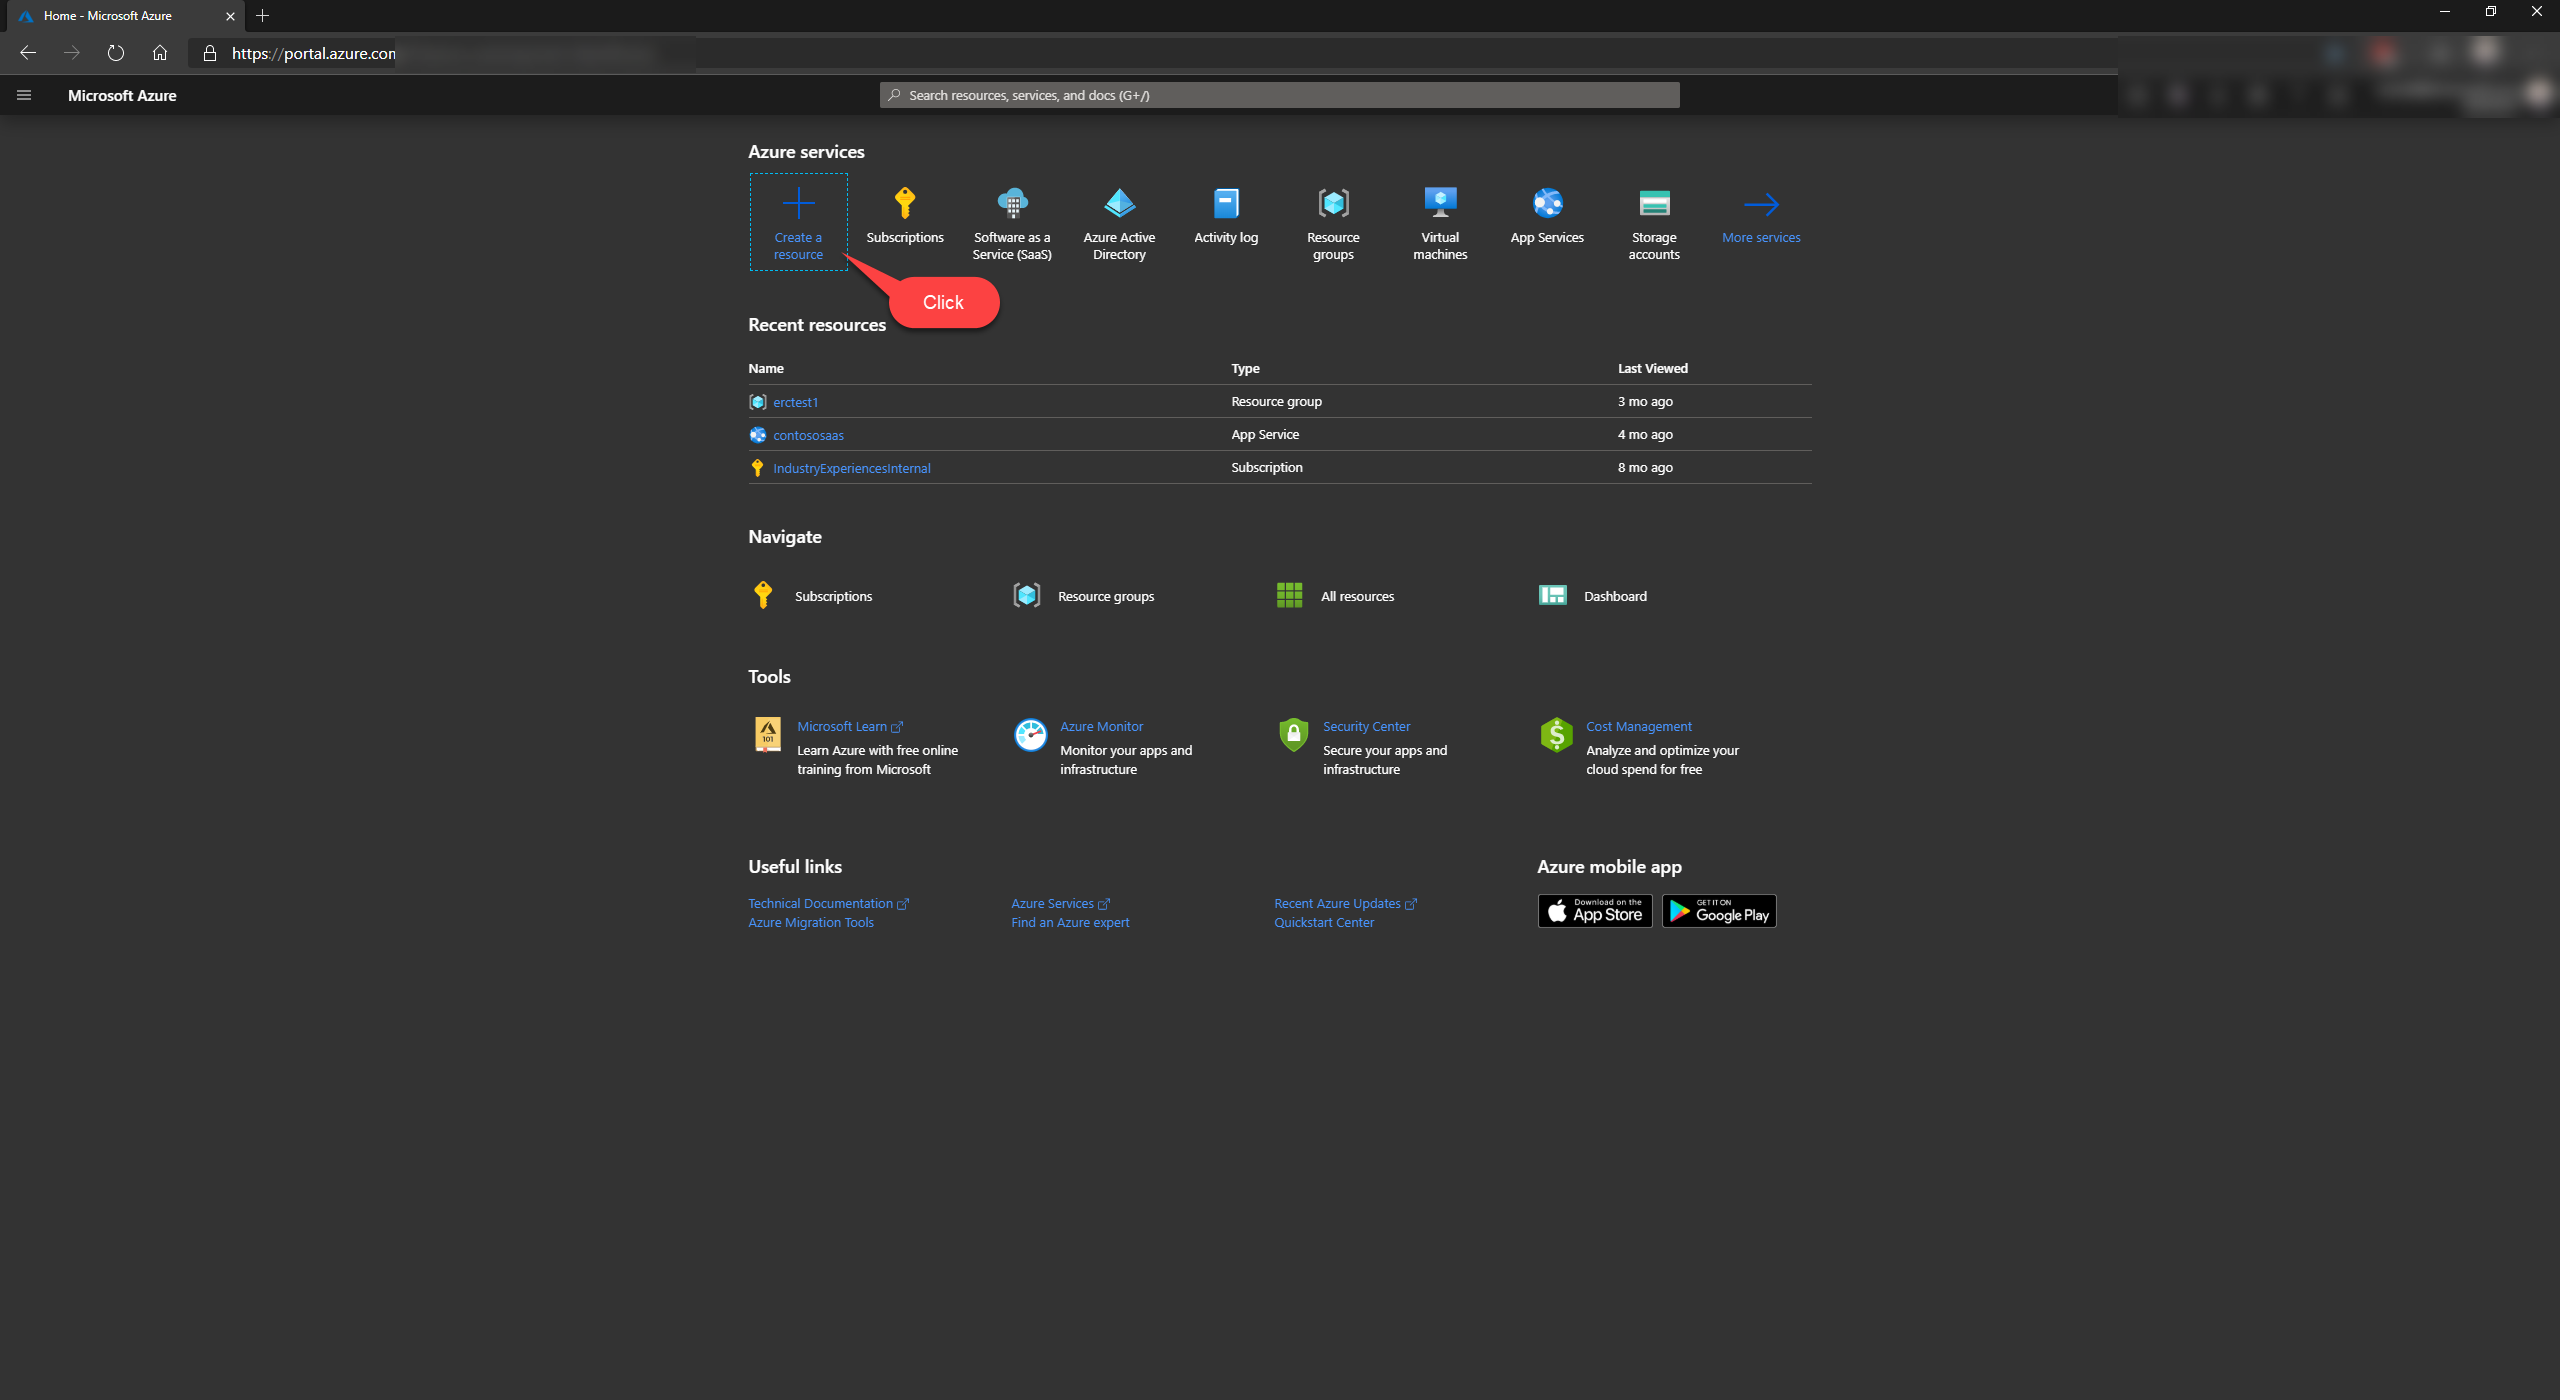 Home - Microsoft Azure
https://portal.azure.com
Microsoft Azure
Search resources, services, and docs (G+/)
Azure services
Create a
resource
Subscriptions
Software as a
Service (SaaS)
Azure Active
Directory
Activity log
Resource
groups
Virtual
machines
App Services
Storage
accounts
More services
Click
Recent resources
Name Type Last Viewed
erctest1 Resource group 3 mo ago
contososaas App Service 4 mo ago
IndustryExperiencesInternal Subscription 8 mo ago
Navigate
Subscriptions Resource groups All resources Dashboard
Tools
101
Microsoft Learn
Learn Azure with free online
training from Microsoft
Azure Monitor
Monitor your apps and
infrastructure
Security Center
Secure your apps and
infrastructure
Cost Management
Analyze and optimize your
cloud spend for free
Useful links
Technical Documentation Azure Services Recent Azure Updates
Azure Migration Tools Find an Azure expert Quickstart Center
Azure mobile app
Download on the
App Store
GET IT ON
Google Play